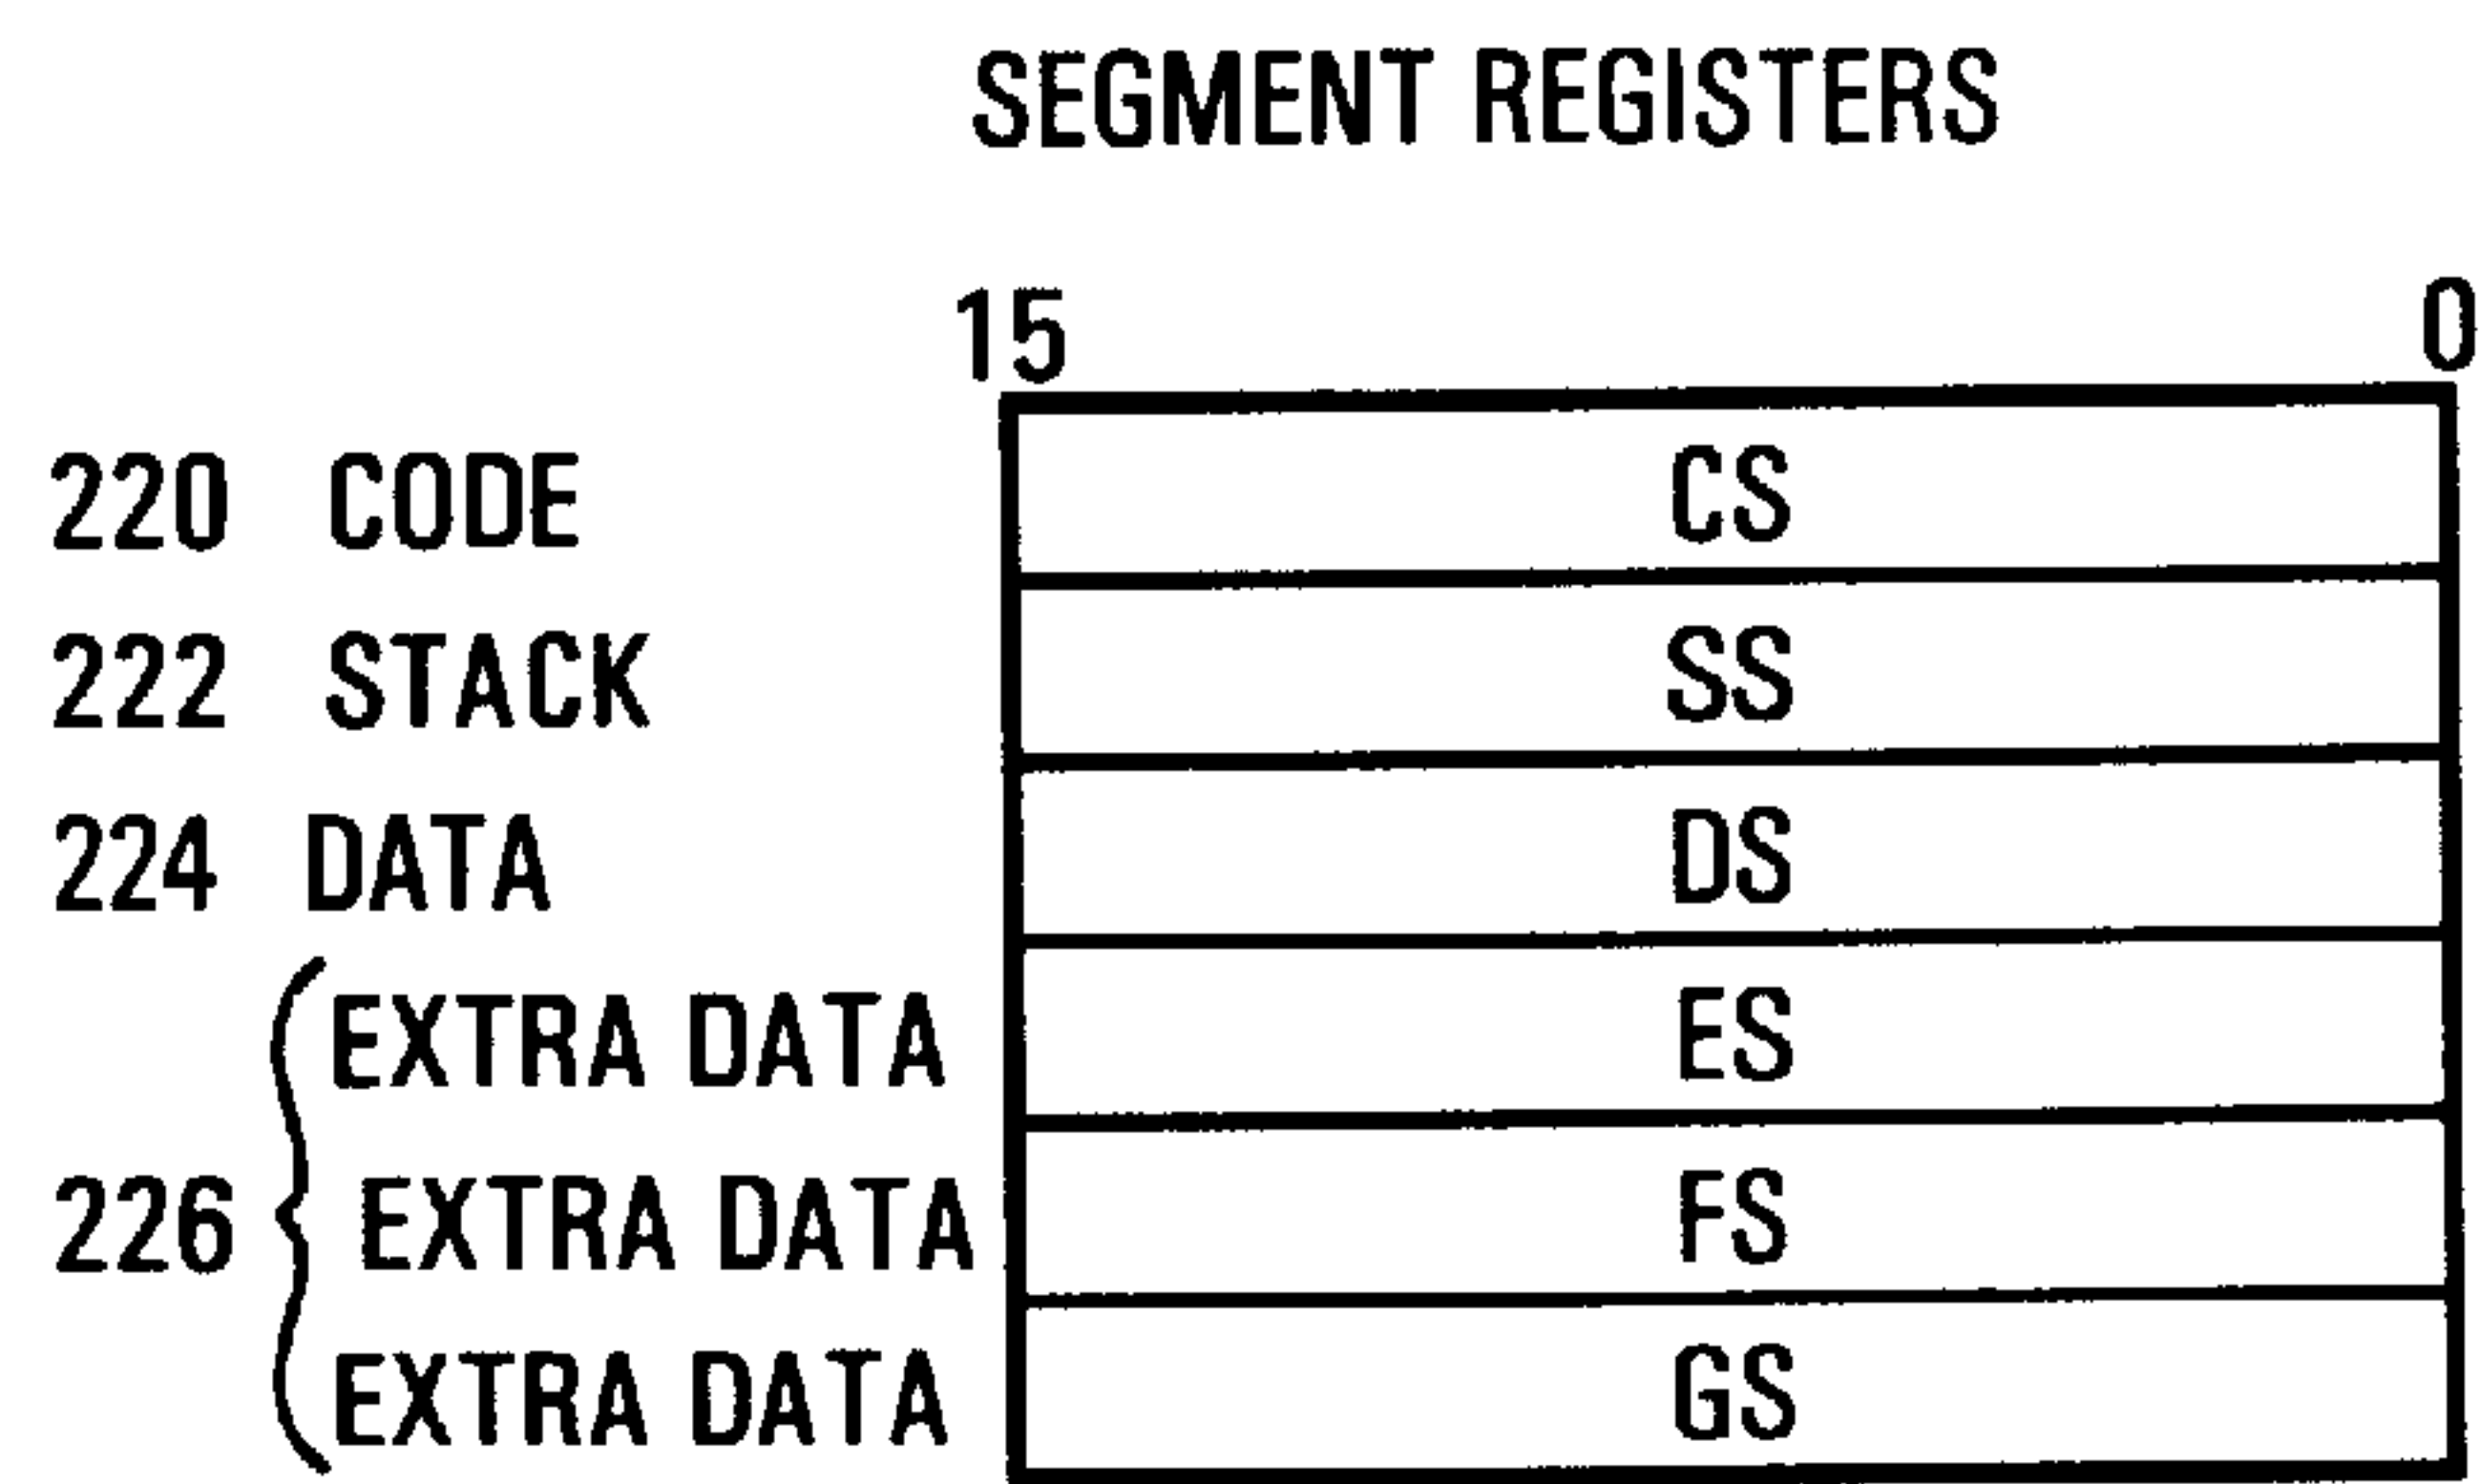 SEGMENT REGISTERS
15 0
220 CODE CS
222 STACK SS
224 DATA DS
EXTRA DATA ES
226 EXTRA DATA FS
EXTRA DATA GS